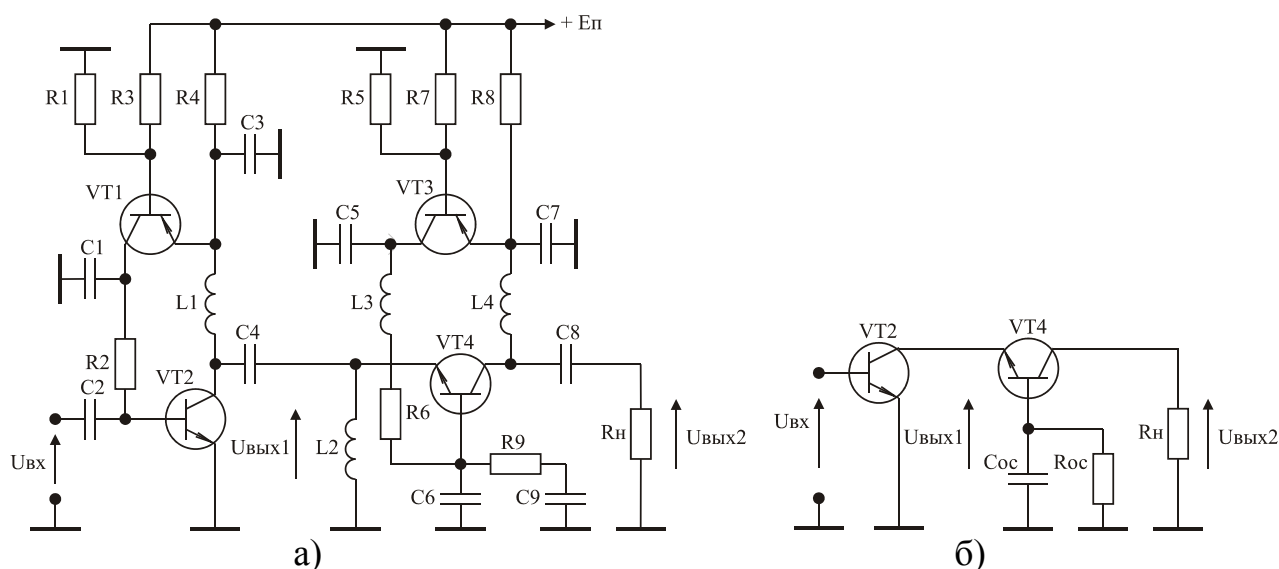 + Eп
R1 R3 R4 R5 R7 R8
C3
VT1 VT3
C5 C7
C1
L1 L3 L4
C4 VT4 C8
VT2 VT4
R2 VT2
C2 R6
Rн Uвых2
Uвх Uвых1 Rн Uвых2
R9
Uвх L2 Uвых1
Cос Rос
C6 C9
а) б)